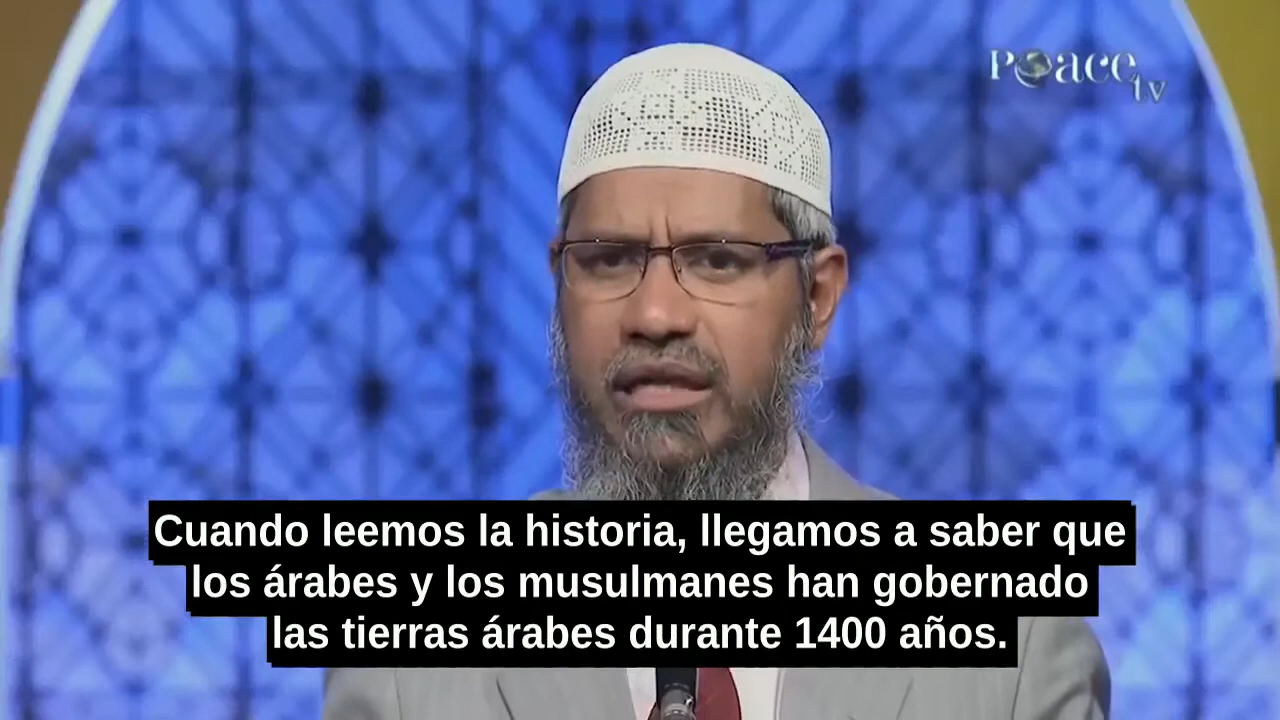 Peace tv
Cuando leemos la historia, llegamos a saber que
los árabes y los musulmanes han gobernado
las tierras árabes durante 1400 años.